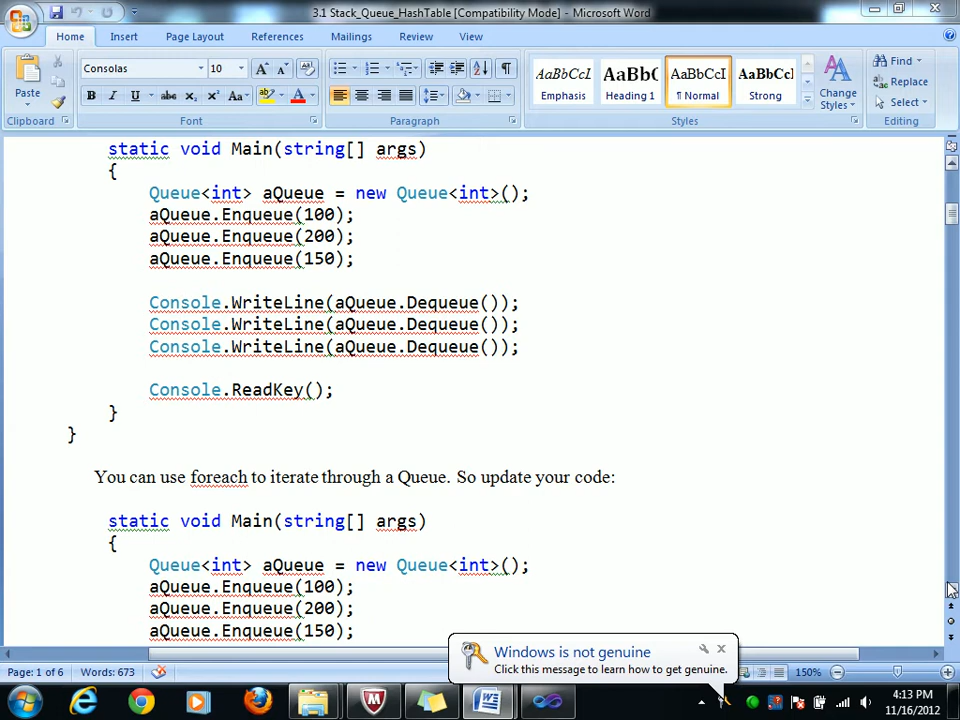 3.1 Stack_Queue_HashTable [Compatibility Mode] - Microsoft Word
Home Insert Page Layout References Mailings Review View
Paste
Consolas 10
AaBbCcI AaBbC AaBbCcI AaBbCc
Emphasis Heading 1 ¶ Normal Strong
Change Styles
Find
Replace
Select
Clipboard Font Paragraph Styles Editing
static void Main(string[] args)
{
Queue<int> aQueue = new Queue<int>();
aQueue.Enqueue(100);
aQueue.Enqueue(200);
aQueue.Enqueue(150);
Console.WriteLine(aQueue.Dequeue());
Console.WriteLine(aQueue.Dequeue());
Console.WriteLine(aQueue.Dequeue());
Console.ReadKey();
}
}
You can use foreach to iterate through a Queue. So update your code:
static void Main(string[] args)
{
Queue<int> aQueue = new Queue<int>();
aQueue.Enqueue(100);
aQueue.Enqueue(200);
aQueue.Enqueue(150);
Windows is not genuine
Click this message to learn how to get genuine.
Page: 1 of 6 Words: 673 150%
4:13 PM
11/16/2012